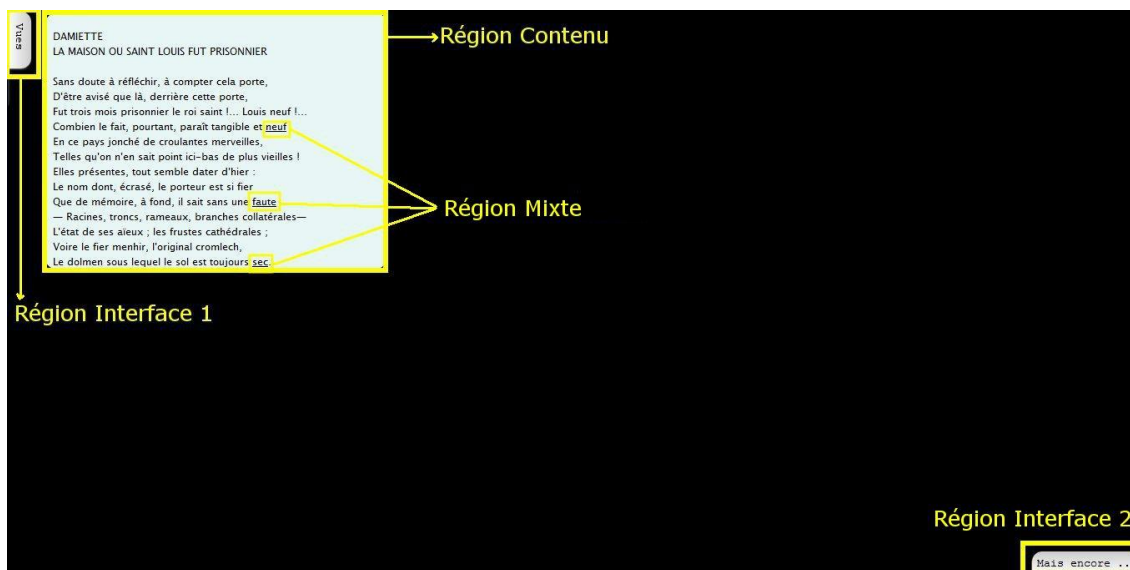 Vues
DAMIETTE
LA MAISON OU SAINT LOUIS FUT PRISONNIER
Sans doute à réfléchir, à compter cela porte,
D'être avisé que là, derrière cette porte,
Fut trois mois prisonnier le roi saint !... Louis neuf !...
Combien le fait, pourtant, paraît tangible et neuf
En ce pays jonché de croulantes merveilles,
Telles qu'on n'en sait point ici-bas de plus vieilles !
Elles présentes, tout semble dater d'hier :
Le nom dont, écrasé, le porteur est si fier
Que de mémoire, à fond, il sait sans une faute
— Racines, troncs, rameaux, branches collatérales—
L'état de ses aïeux ; les frustes cathédrales ;
Voire le fier menhir, l'original cromlech,
Le dolmen sous lequel le sol est toujours sec.
Région Contenu
Région Mixte
Région Interface 1
Région Interface 2
Mais encore ..